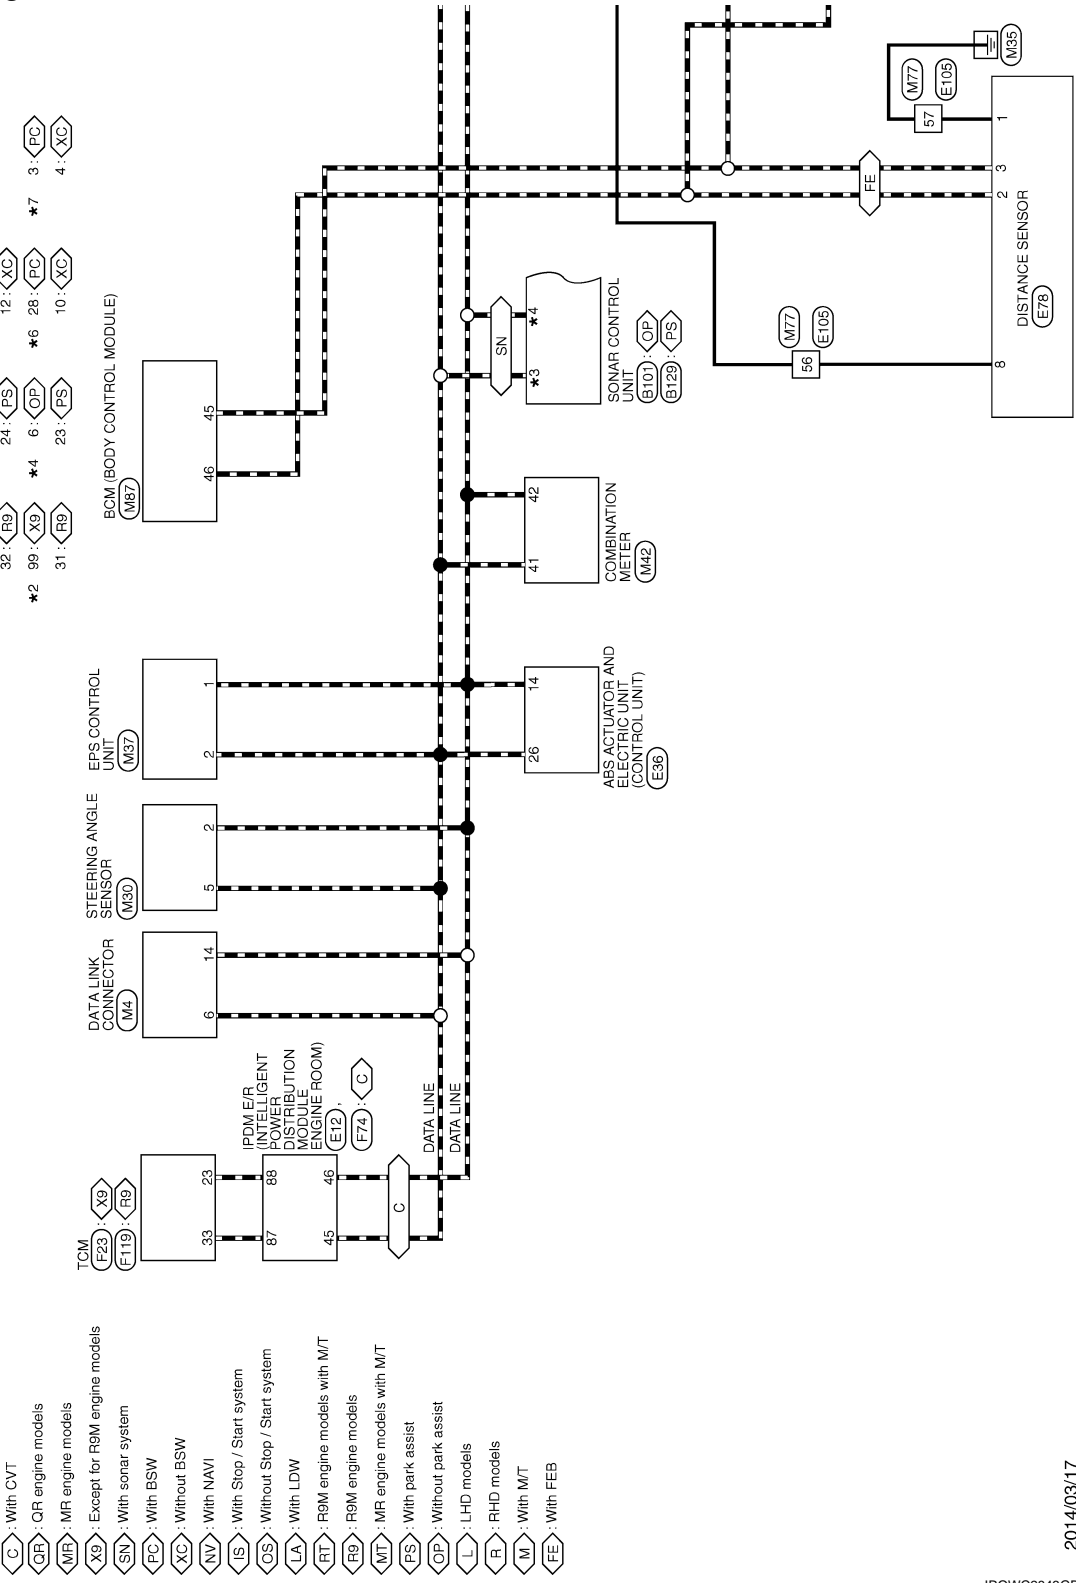 C : With CVT
QR : QR engine models
MR : MR engine models
X9 : Except for R9M engine models
SN : With sonar system
PC : With BSW
XC : Without BSW
NV : With NAVI
IS : With Stop / Start system
OS : Without Stop / Start system
LA : With LDW
RT : R9M engine models with M/T
R9 : R9M engine models
MT : MR engine models with M/T
PS : With park assist
OP : Without park assist
L : LHD models
R : RHD models
M : With M/T
FE : With FEB
32 : R9
24 : PS
12 : XC
*2 99 : X9
*4 6 : OP
*6 28 : PC
*7 3 : PC
31 : R9
23 : PS
10 : XC
4 : XC
TCM
F23 : X9
F119 : R9
33
23
87
88
45
46
IPDM E/R
(INTELLIGENT
POWER
DISTRIBUTION
MODULE
ENGINE ROOM)
E12 ,
F74 : C
C
DATA LINE
DATA LINE
DATA LINK
CONNECTOR
M4
6
14
STEERING ANGLE
SENSOR
M30
5
2
EPS CONTROL
UNIT
M37
2
1
BCM (BODY CONTROL MODULE)
M87
46
45
26
14
ABS ACTUATOR AND
ELECTRIC UNIT
(CONTROL UNIT)
E36
41
42
COMBINATION
METER
M42
SN
*3
*4
SONAR CONTROL
UNIT
B101 : OP
B129 : PS
56
M77
E105
FE
57
M77
E105
M35
8
2
3
1
DISTANCE SENSOR
E78
2014/03/17